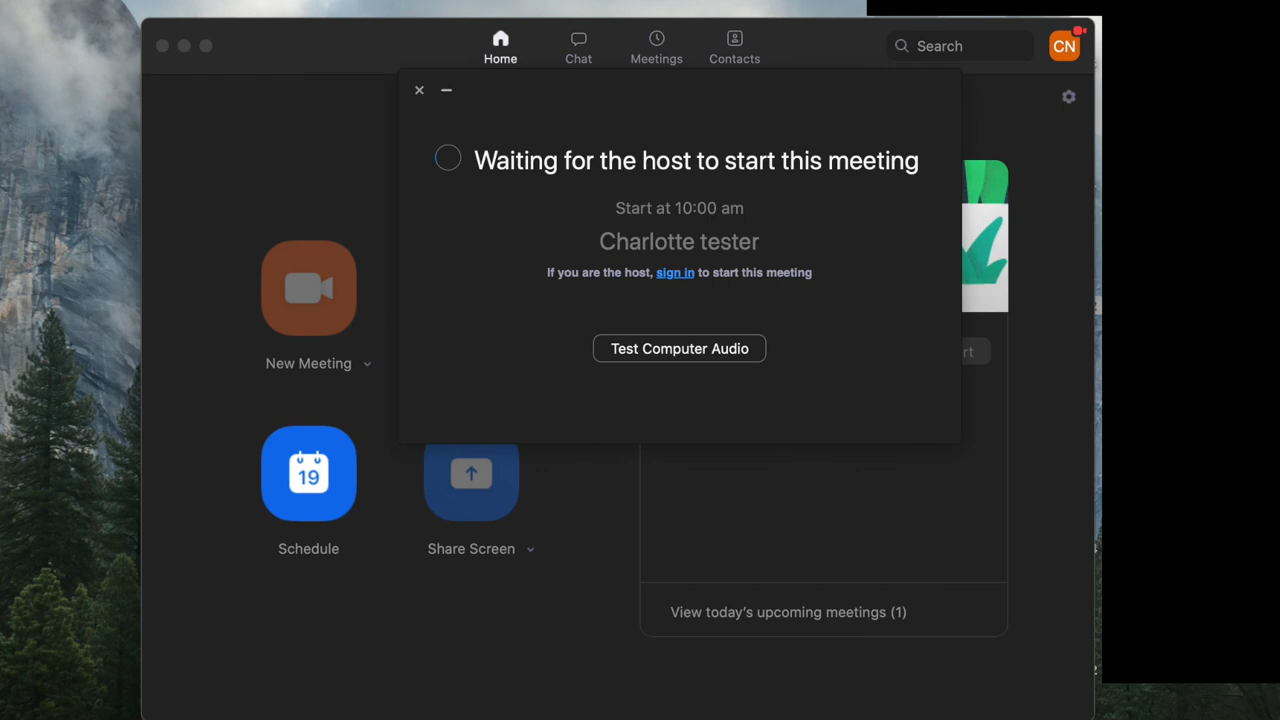 Home
Chat
Meetings
Contacts
Search
CN
Waiting for the host to start this meeting
Start at 10:00 am
Charlotte tester
If you are the host, sign in to start this meeting
Test Computer Audio
rt
New Meeting
19
Schedule
Share Screen
View today's upcoming meetings (1)